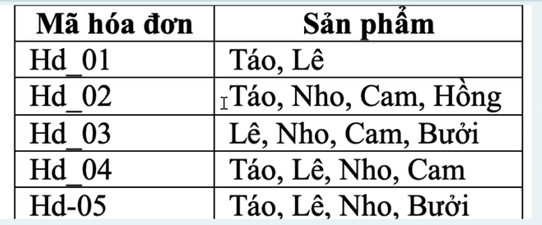 Mã hóa đơn Sản phẩm
Hd_01 Táo, Lê
Hd_02 Táo, Nho, Cam, Hồng
Hd_03 Lê, Nho, Cam, Bưởi
Hd_04 Táo, Lê, Nho, Cam
Hd-05 Táo, Lê, Nho, Bưởi